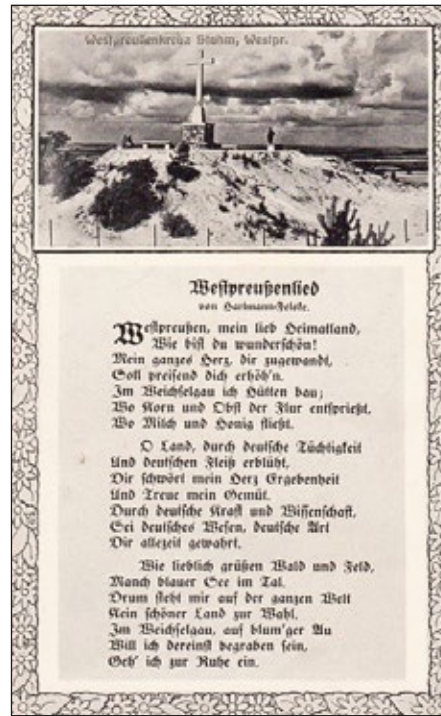 Westpreußenkreuz Stuhm, Westpr.
Westpreußenlied
von Hartmann-Felske.
Westpreußen, mein lieb Heimatland,
Wie bist du wunderschön!
Mein ganzes Herz, dir zugewandt,
Soll preisend dich erhöh'n.
Im Weichselgau ich Hütten bau;
Wo Korn und Obst der Flur entsprießt,
Wo Milch und Honig fließt.
O Land, durch deutsche Tüchtigkeit
Und deutschen Fleiß erblüht,
Dir schwört mein Herz Ergebenheit
Und Treue mein Gemüt.
Durch deutsche Kraft und Wissenschaft,
Sei deutsches Wesen, deutsche Art
Dir allezeit gewahrt.
Wie lieblich grüßen Wald und Feld,
Manch blauer See im Tal.
Drum steht mir auf der ganzen Welt
Kein schöner Land zur Wahl.
Im Weichselgau, auf blum'ger Au
Will ich dereinst begraben sein,
Geh' ich zur Ruhe ein.